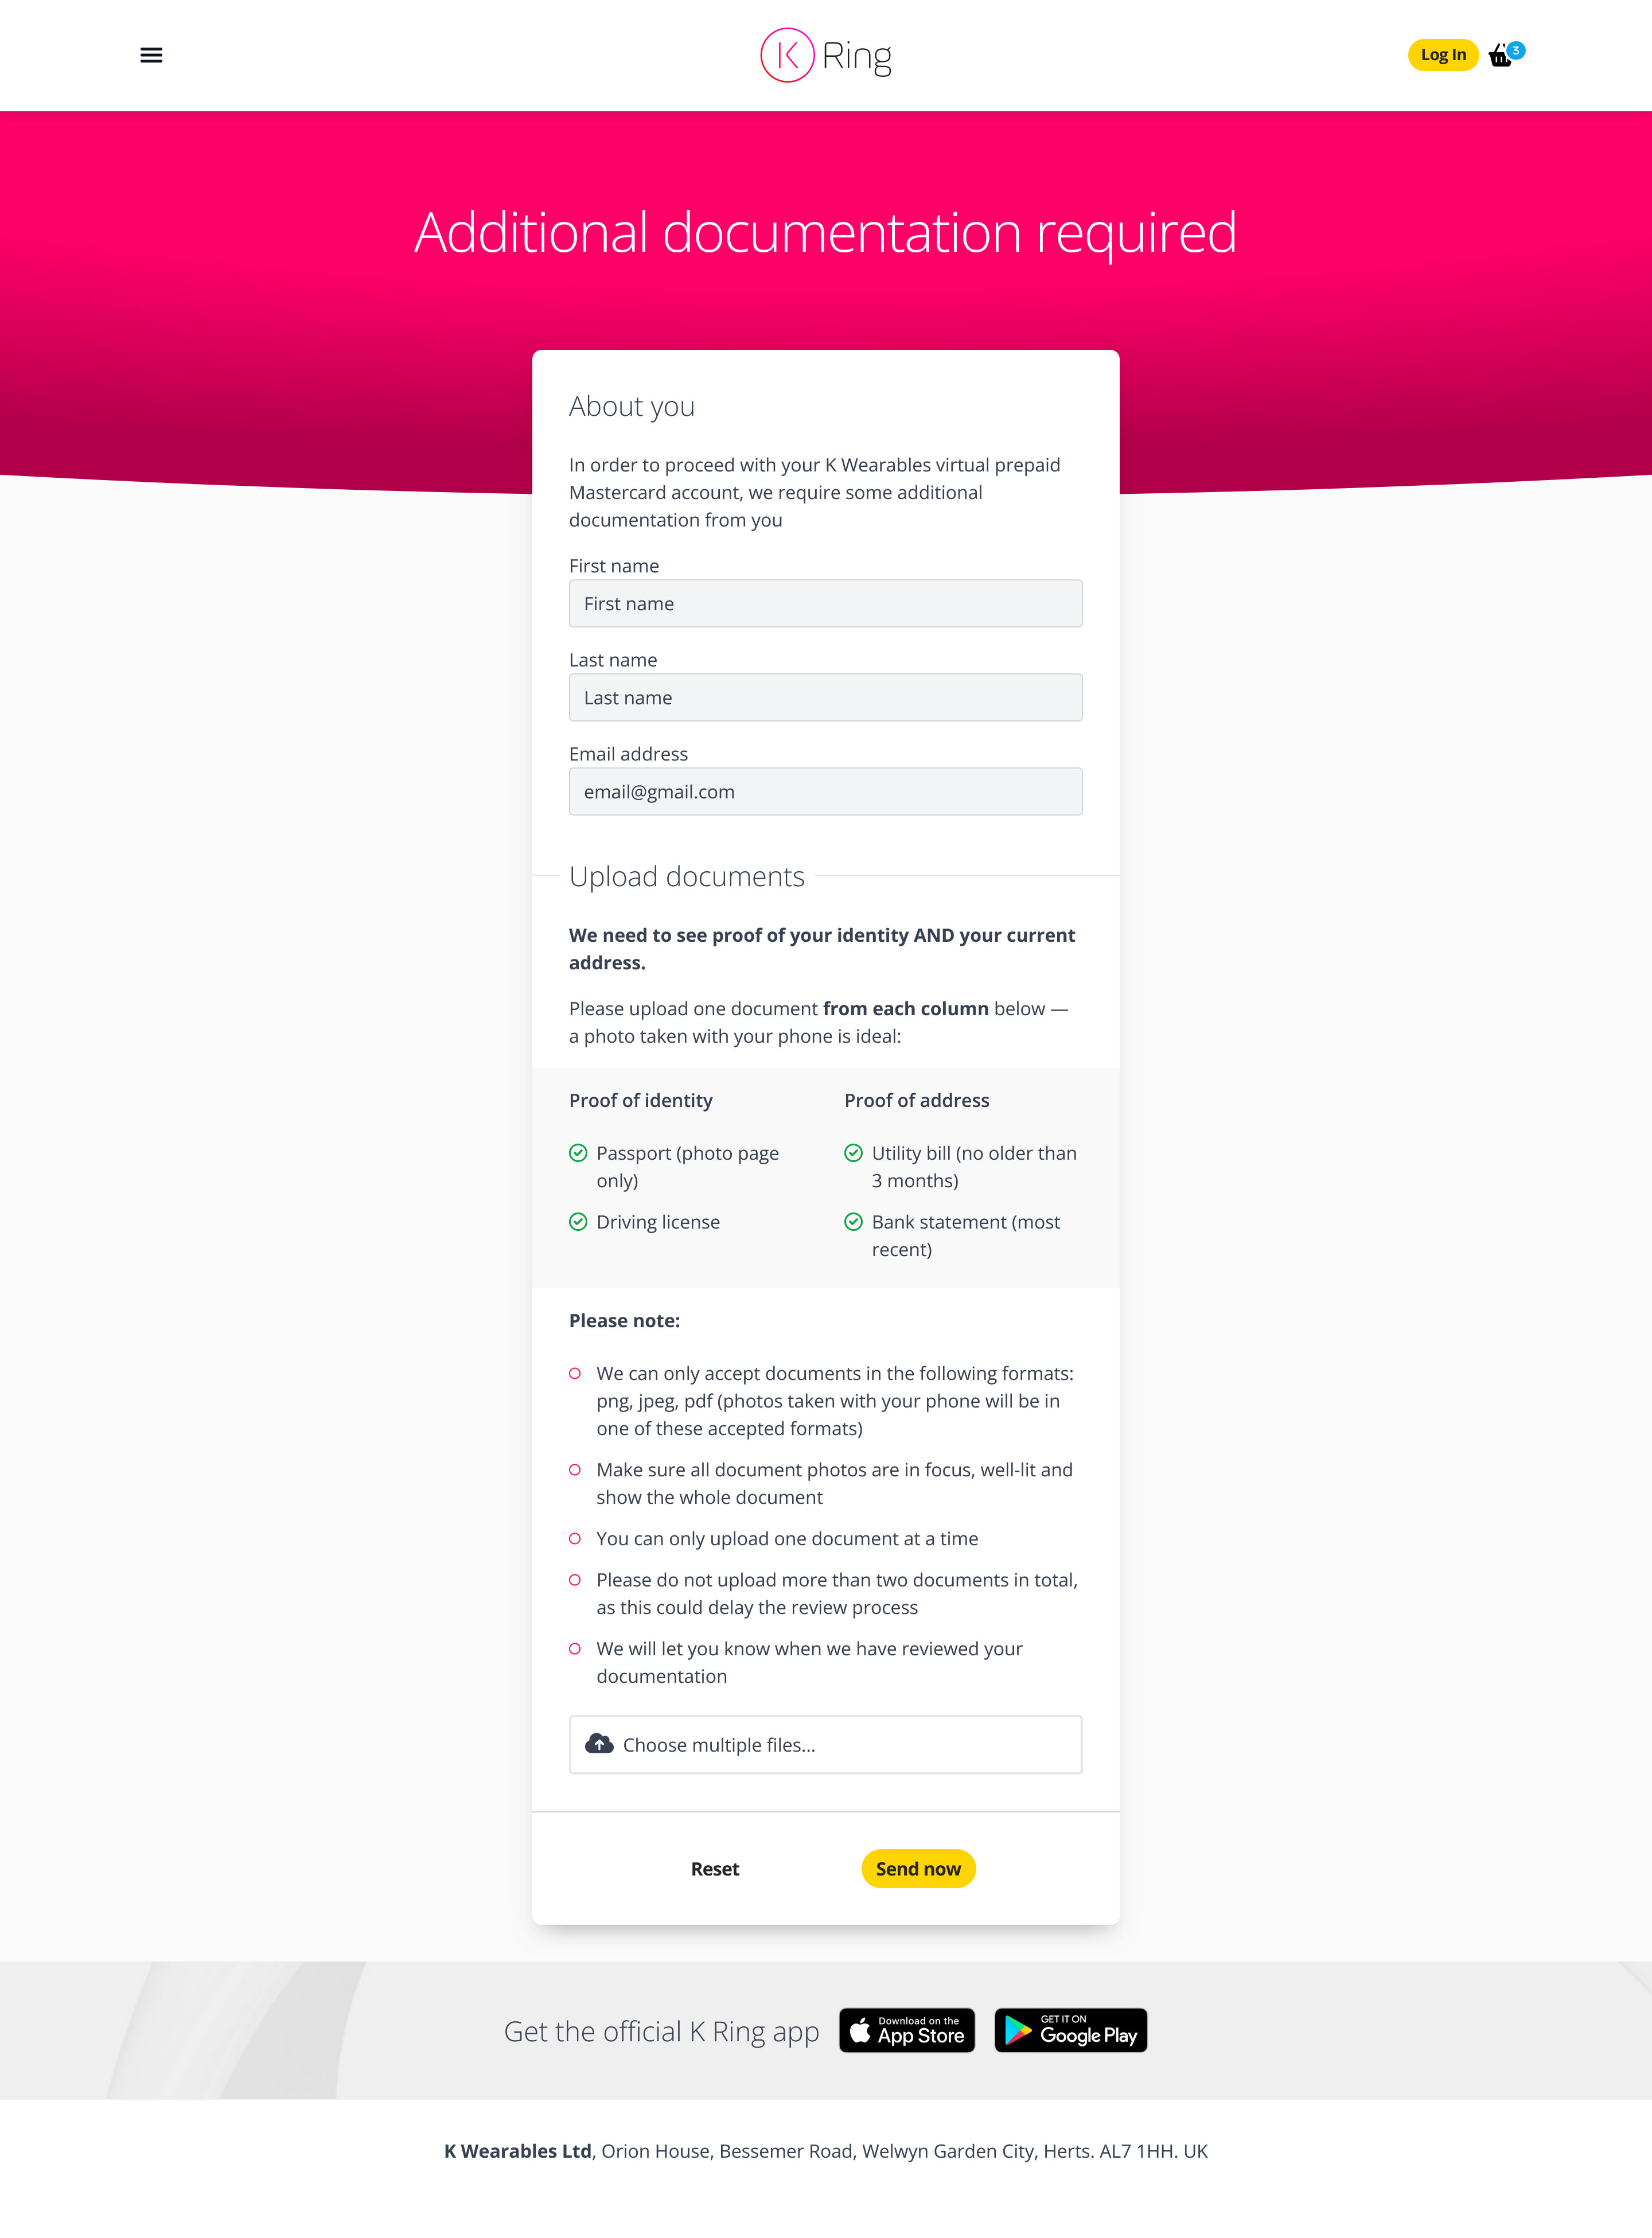 K Ring
Log In
3
Additional documentation required
About you
In order to proceed with your K Wearables virtual prepaid
Mastercard account, we require some additional
documentation from you
First name
First name
Last name
Last name
Email address
email@gmail.com
Upload documents
We need to see proof of your identity AND your current
address.
Please upload one document from each column below —
a photo taken with your phone is ideal:
Proof of identity
Passport (photo page
only)
Driving license
Proof of address
Utility bill (no older than
3 months)
Bank statement (most
recent)
Please note:
We can only accept documents in the following formats:
png, jpeg, pdf (photos taken with your phone will be in
one of these accepted formats)
Make sure all document photos are in focus, well-lit and
show the whole document
You can only upload one document at a time
Please do not upload more than two documents in total,
as this could delay the review process
We will let you know when we have reviewed your
documentation
Choose multiple files...
Reset
Send now
Get the official K Ring app
Download on the
App Store
GET IT ON
Google Play
K Wearables Ltd, Orion House, Bessemer Road, Welwyn Garden City, Herts. AL7 1HH. UK